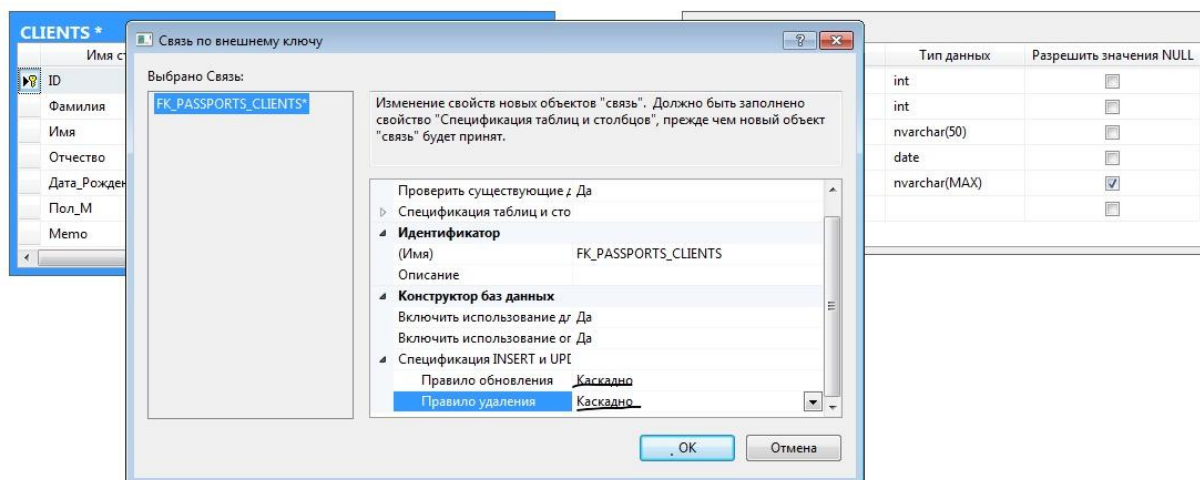 CLIENTS *
Имя ст
ID
Фамилия
Имя
Отчество
Дата_Рожден
Пол_М
Memo
Связь по внешнему ключу
Выбрано Связь:
FK_PASSPORTS_CLIENTS*
Изменение свойств новых объектов "связь". Должно быть заполнено
свойство "Спецификация таблиц и столбцов", прежде чем новый объект
"связь" будет принят.
Проверить существующие д Да
Спецификация таблиц и сто
Идентификатор
(Имя) FK_PASSPORTS_CLIENTS
Описание
Конструктор баз данных
Включить использование дл Да
Включить использование ог Да
Спецификация INSERT и UPD
Правило обновления Каскадно
Правило удаления Каскадно
OK Отмена
Тип данных Разрешить значения NULL
int
int
nvarchar(50)
date
nvarchar(MAX)